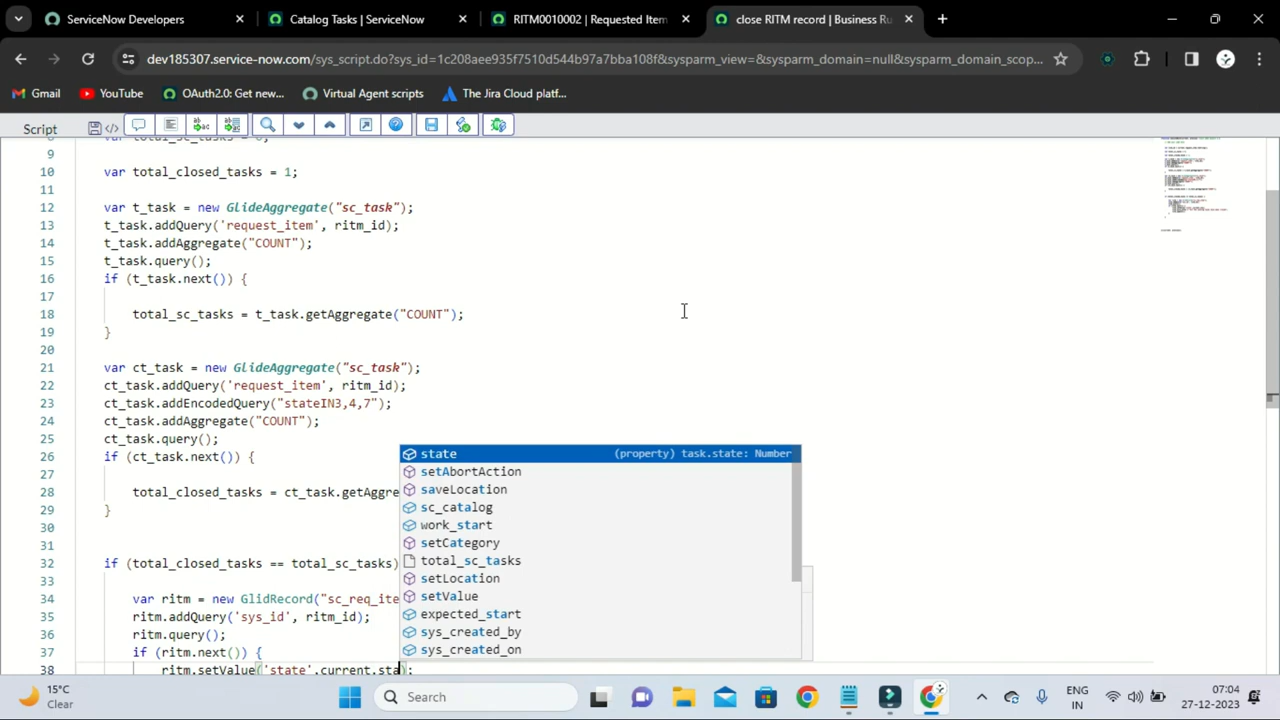 ServiceNow Developers
Catalog Tasks | ServiceNow
RITM0010002 | Requested Item
close RITM record | Business Ru
dev185307.service-now.com/sys_script.do?sys_id=1c208aee935f7510d544b97a7bba108f&sysparm_view=&sysparm_domain=null&sysparm_domain_scop...
Gmail
YouTube
OAuth2.0: Get new...
Virtual Agent scripts
The Jira Cloud platf...
Script
8 var total_sc_tasks = 0;
9
10 var total_closed_tasks = 1;
11
12 var t_task = new GlideAggregate("sc_task");
13 t_task.addQuery('request_item', ritm_id);
14 t_task.addAggregate("COUNT");
15 t_task.query();
16 if (t_task.next()) {
17
18 total_sc_tasks = t_task.getAggregate("COUNT");
19 }
20
21 var ct_task = new GlideAggregate("sc_task");
22 ct_task.addQuery('request_item', ritm_id);
23 ct_task.addEncodedQuery("stateIN3,4,7");
24 ct_task.addAggregate("COUNT");
25 ct_task.query();
26 if (ct_task.next()) {
27
28 total_closed_tasks = ct_task.getAggre
29 }
30
31
32 if (total_closed_tasks == total_sc_tasks)
33
34 var ritm = new GlidRecord("sc_req_ite
35 ritm.addQuery('sys_id', ritm_id);
36 ritm.query();
37 if (ritm.next()) {
38 ritm.setValue('state'.current.sta);
state (property) task.state: Number
setAbortAction
saveLocation
sc_catalog
work_start
setCategory
total_sc_tasks
setLocation
setValue
expected_start
sys_created_by
sys_created_on
15°C
Clear
Search
ENG
IN
07:04
27-12-2023